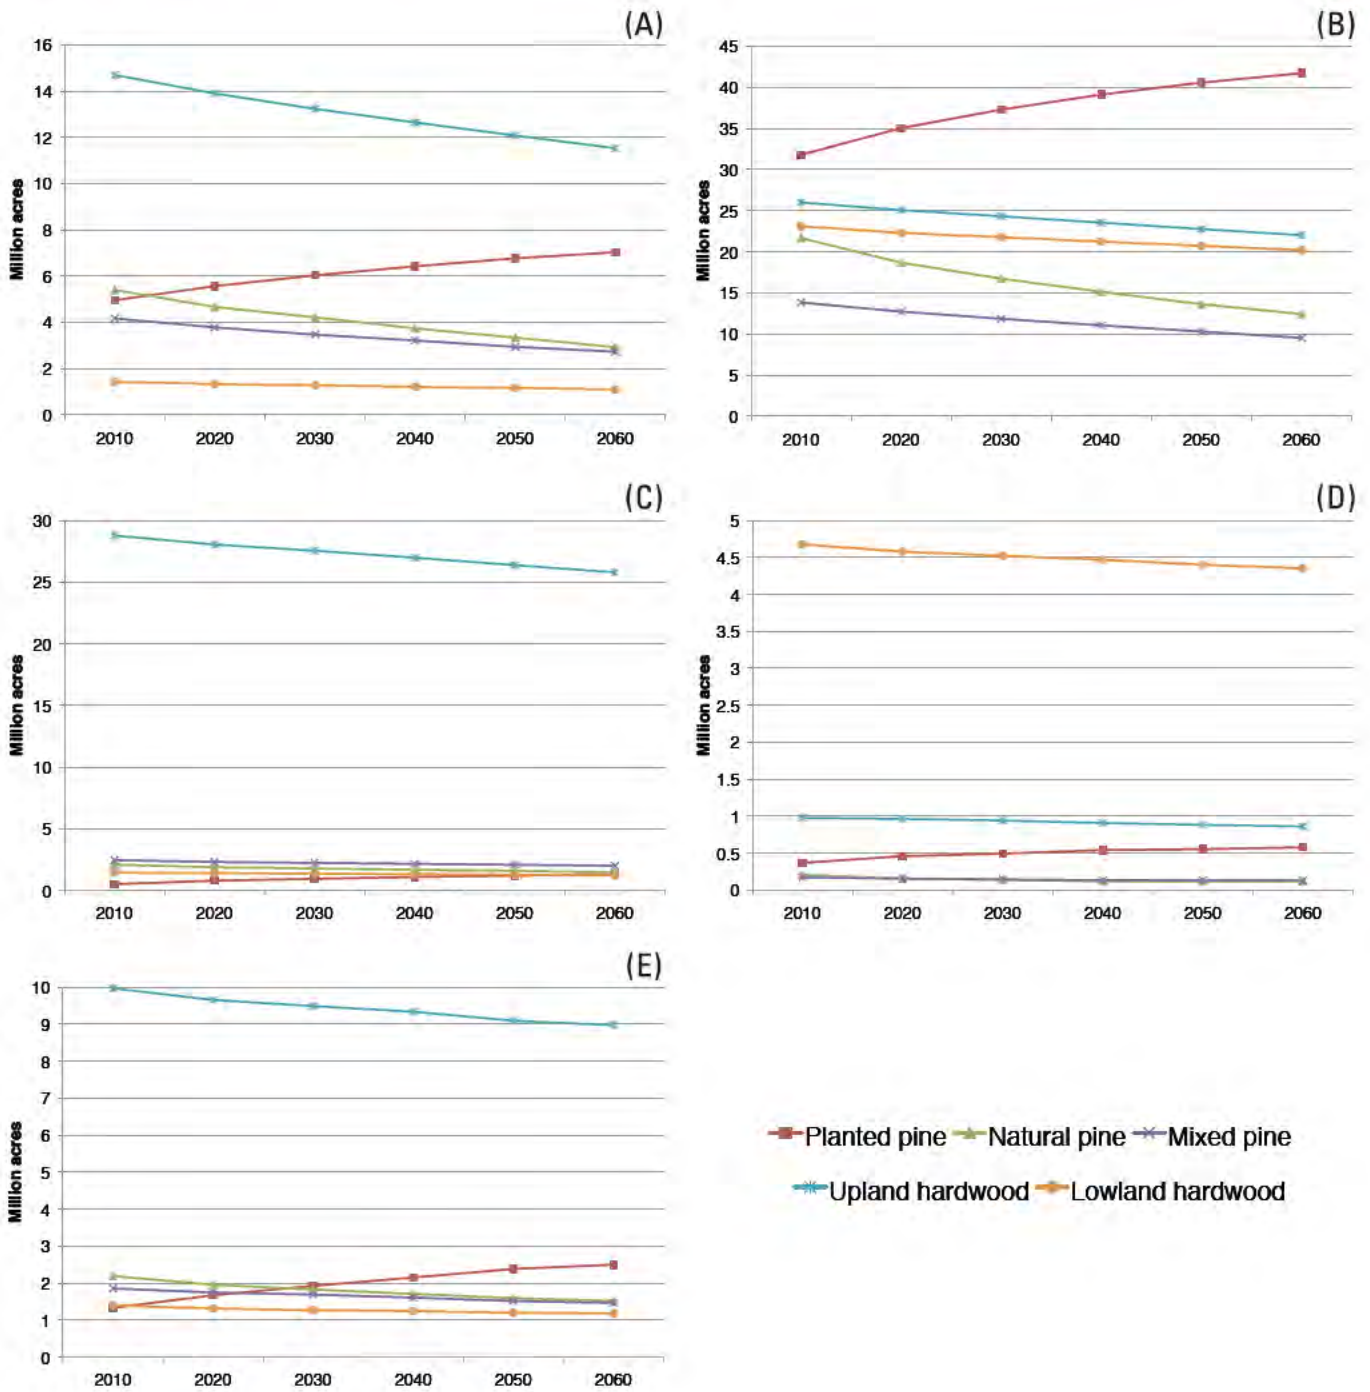 (A)
16
14
12
10
8
6
4
2
0
Million acres
2010 2020 2030 2040 2050 2060
(B)
45
40
35
30
25
20
15
10
5
0
Million acres
2010 2020 2030 2040 2050 2060
(C)
30
25
20
15
10
5
0
Million acres
2010 2020 2030 2040 2050 2060
(D)
5
4.5
4
3.5
3
2.5
2
1.5
1
0.5
0
Million acres
2010 2020 2030 2040 2050 2060
(E)
10
9
8
7
6
5
4
3
2
1
0
Million acres
2010 2020 2030 2040 2050 2060
Planted pine Natural pine Mixed pine
Upland hardwood Lowland hardwood